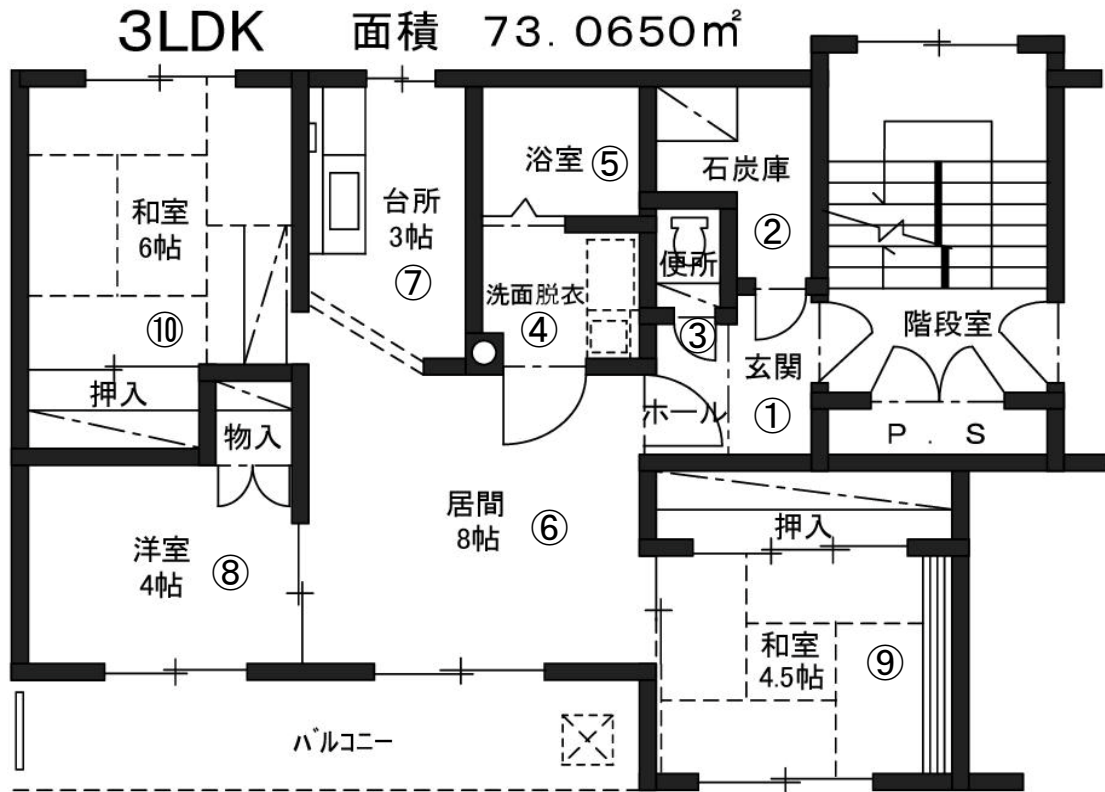 3LDK 面積 73.0650㎡
浴室 ⑤
石炭庫
②
和室
6帖
⑩
台所
3帖
⑦
便所
③
洗面脱衣
④
階段室
玄関
①
ホール
P.S
押入
物入
居間
8帖
⑥
押入
洋室
4帖
⑧
和室
4.5帖
⑨
バルコニー